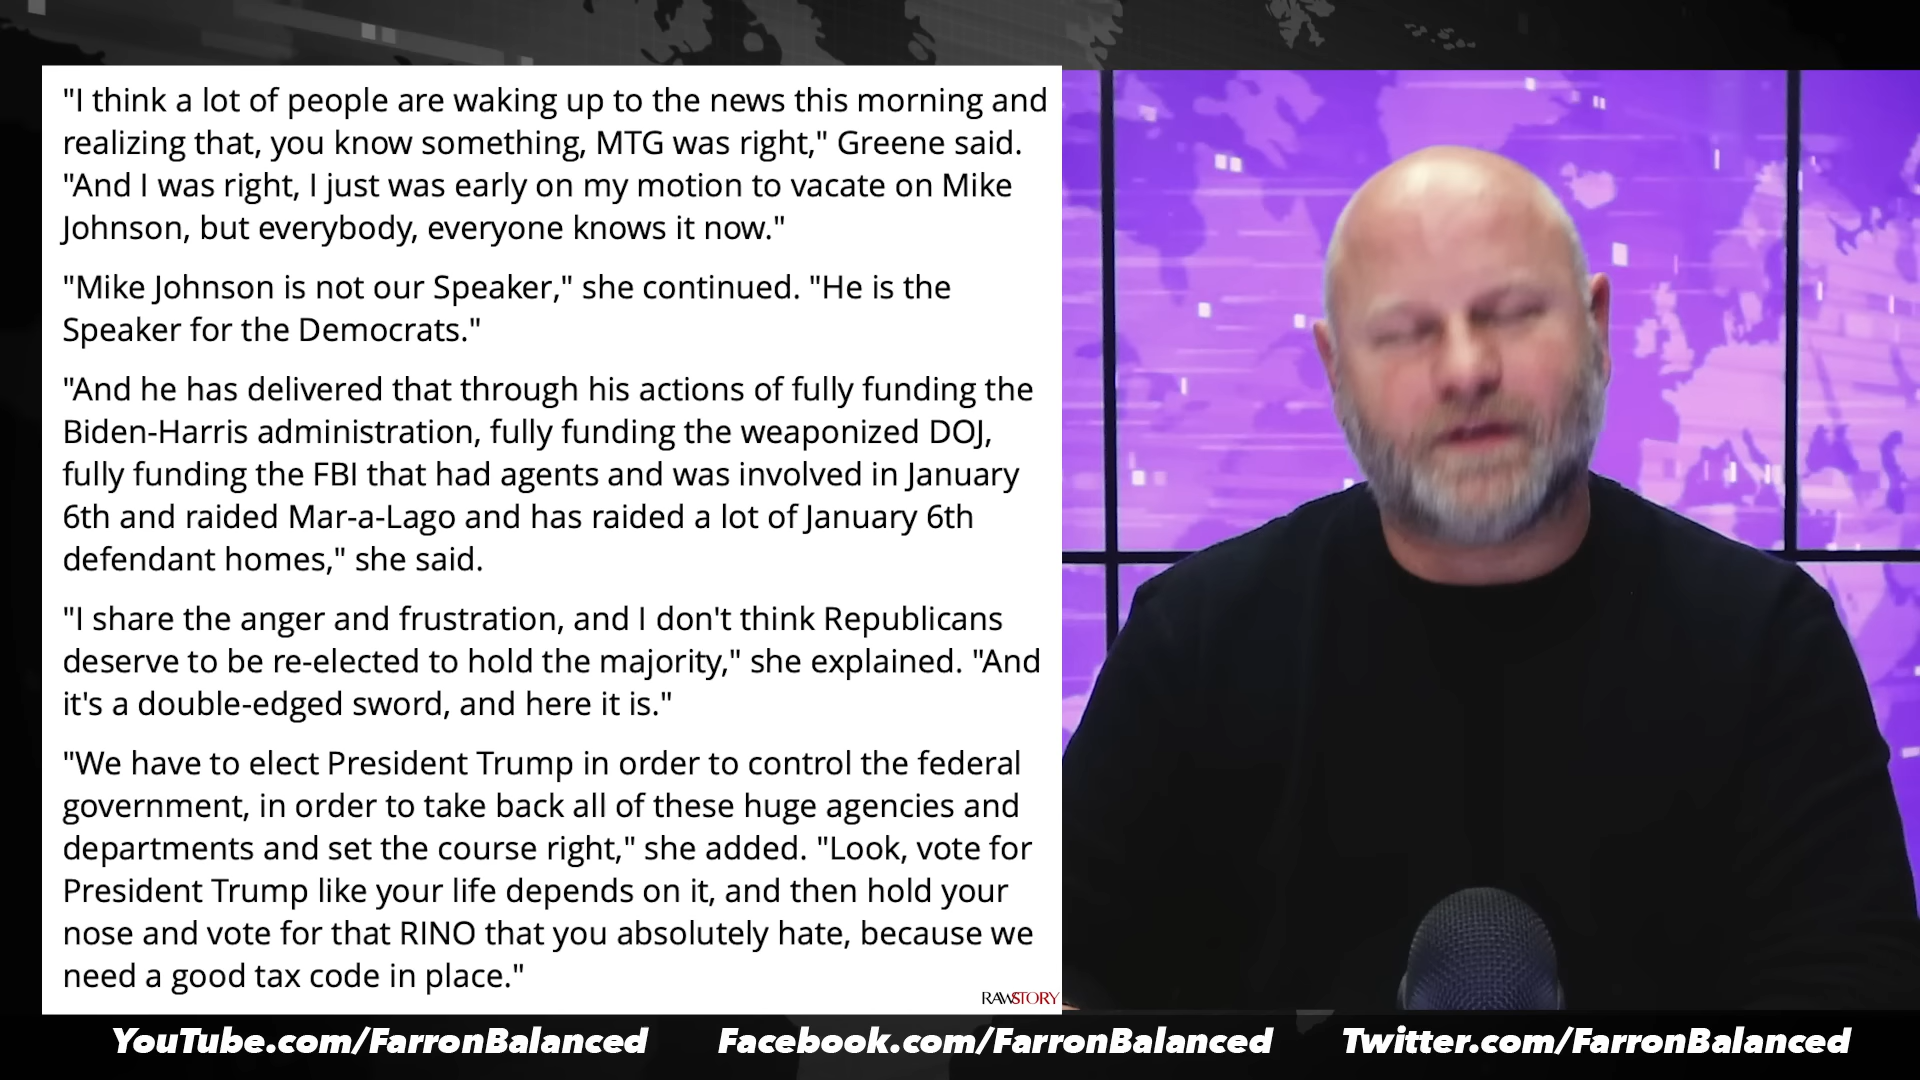 "I think a lot of people are waking up to the news this morning and
realizing that, you know something, MTG was right," Greene said.
"And I was right, I just was early on my motion to vacate on Mike
Johnson, but everybody, everyone knows it now."
"Mike Johnson is not our Speaker," she continued. "He is the
Speaker for the Democrats."
"And he has delivered that through his actions of fully funding the
Biden-Harris administration, fully funding the weaponized DOJ,
fully funding the FBI that had agents and was involved in January
6th and raided Mar-a-Lago and has raided a lot of January 6th
defendant homes," she said.
"I share the anger and frustration, and I don't think Republicans
deserve to be re-elected to hold the majority," she explained. "And
it's a double-edged sword, and here it is."
"We have to elect President Trump in order to control the federal
government, in order to take back all of these huge agencies and
departments and set the course right," she added. "Look, vote for
President Trump like your life depends on it, and then hold your
nose and vote for that RINO that you absolutely hate, because we
need a good tax code in place."
RAWSTORY
YouTube.com/FarronBalanced Facebook.com/FarronBalanced Twitter.com/FarronBalanced